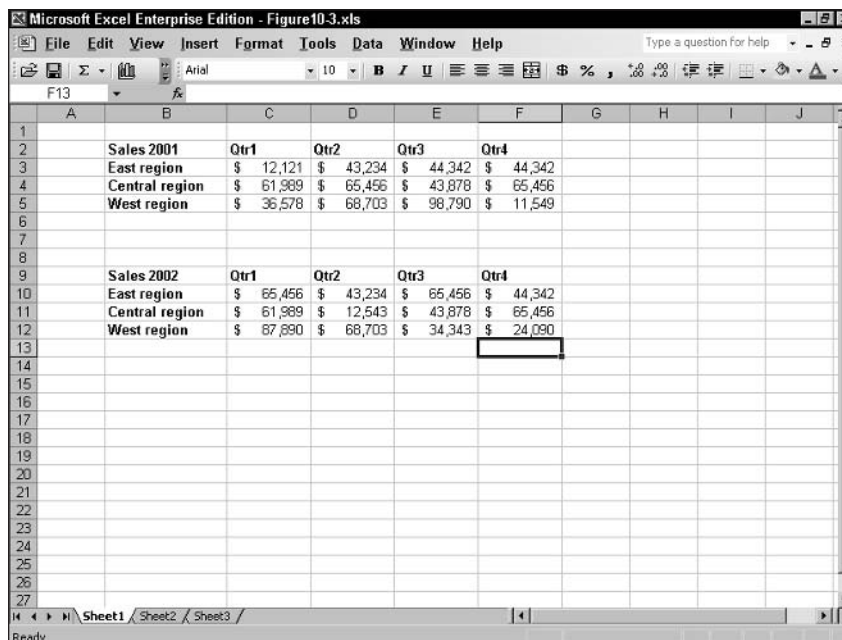 Microsoft Excel Enterprise Edition - Figure10-3.xls
File Edit View Insert Format Tools Data Window Help Type a question for help
Σ Arial 10 B I U $ % , .00 A
F13 fx
A B C D E F G H I J
1
2 Sales 2001 Qtr1 Qtr2 Qtr3 Qtr4
3 East region $ 12,121 $ 43,234 $ 44,342 $ 44,342
4 Central region $ 61,989 $ 65,456 $ 43,878 $ 65,456
5 West region $ 36,578 $ 68,703 $ 98,790 $ 11,549
6
7
8
9 Sales 2002 Qtr1 Qtr2 Qtr3 Qtr4
10 East region $ 65,456 $ 43,234 $ 65,456 $ 44,342
11 Central region $ 61,989 $ 12,543 $ 43,878 $ 65,456
12 West region $ 87,890 $ 68,703 $ 34,343 $ 24,090
13
14
15
16
17
18
19
20
21
22
23
24
25
26
27
Sheet1 Sheet2 Sheet3
Ready